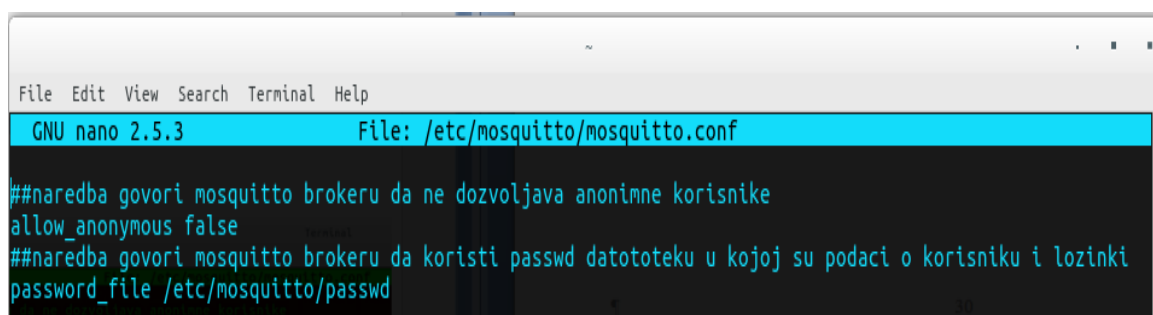 ~
File Edit View Search Terminal Help
GNU nano 2.5.3 File: /etc/mosquitto/mosquitto.conf
##naredba govori mosquitto brokeru da ne dozvoljava anonimne korisnike
allow_anonymous false
##naredba govori mosquitto brokeru da koristi passwd datototeku u kojoj su podaci o korisniku i lozinki
password_file /etc/mosquitto/passwd